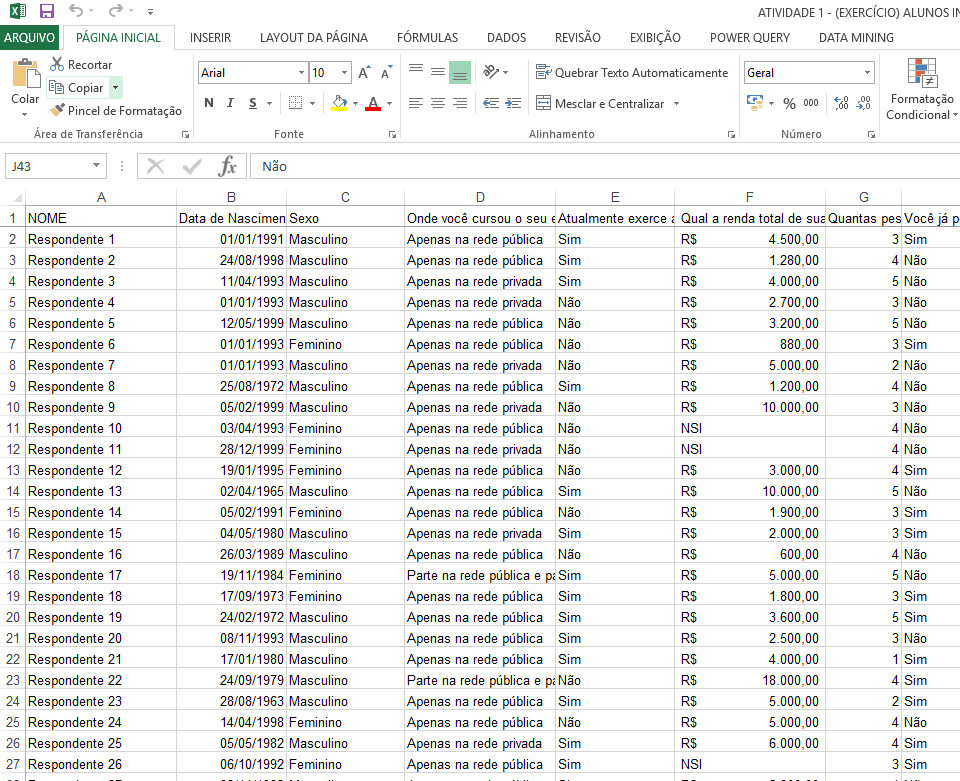 ATIVIDADE 1 - (EXERCÍCIO) ALUNOS IN
ARQUIVO PÁGINA INICIAL INSERIR LAYOUT DA PÁGINA FÓRMULAS DADOS REVISÃO EXIBIÇÃO POWER QUERY DATA MINING
Colar
Recortar
Copiar
Pincel de Formatação
Área de Transferência
Arial 10
N I S
Fonte
Quebrar Texto Automaticamente
Mesclar e Centralizar
Alinhamento
Geral
% 000
Número
Formatação
Condicional
J43 fx Não
A B C D E F G
1 NOME Data de Nascimen Sexo Onde você cursou o seu e Atualmente exerce a Qual a renda total de sua Quantas pes Você já p
2 Respondente 1 01/01/1991 Masculino Apenas na rede pública Sim R$ 4.500,00 3 Sim
3 Respondente 2 24/08/1998 Masculino Apenas na rede pública Sim R$ 1.280,00 4 Não
4 Respondente 3 11/04/1993 Masculino Apenas na rede privada Sim R$ 4.000,00 5 Não
5 Respondente 4 01/01/1993 Masculino Apenas na rede privada Não R$ 2.700,00 3 Não
6 Respondente 5 12/05/1999 Masculino Apenas na rede pública Não R$ 3.200,00 5 Não
7 Respondente 6 01/01/1993 Feminino Apenas na rede pública Não R$ 880,00 3 Sim
8 Respondente 7 01/01/1993 Masculino Apenas na rede privada Não R$ 5.000,00 2 Não
9 Respondente 8 25/08/1972 Masculino Apenas na rede pública Sim R$ 1.200,00 4 Não
10 Respondente 9 05/02/1999 Masculino Apenas na rede privada Não R$ 10.000,00 3 Não
11 Respondente 10 03/04/1993 Feminino Apenas na rede pública Não NSI 4 Não
12 Respondente 11 28/12/1999 Feminino Apenas na rede privada Não NSI 4 Não
13 Respondente 12 19/01/1995 Feminino Apenas na rede pública Não R$ 3.000,00 4 Sim
14 Respondente 13 02/04/1965 Masculino Apenas na rede pública Sim R$ 10.000,00 5 Não
15 Respondente 14 05/02/1991 Feminino Apenas na rede pública Não R$ 1.900,00 3 Sim
16 Respondente 15 04/05/1980 Masculino Apenas na rede privada Sim R$ 2.000,00 3 Sim
17 Respondente 16 26/03/1989 Masculino Apenas na rede pública Não R$ 600,00 4 Não
18 Respondente 17 19/11/1984 Feminino Parte na rede pública e pa Sim R$ 5.000,00 5 Não
19 Respondente 18 17/09/1973 Feminino Apenas na rede pública Sim R$ 1.800,00 3 Sim
20 Respondente 19 24/02/1972 Masculino Apenas na rede pública Sim R$ 3.600,00 5 Sim
21 Respondente 20 08/11/1993 Masculino Apenas na rede pública Sim R$ 2.500,00 3 Não
22 Respondente 21 17/01/1980 Masculino Apenas na rede pública Sim R$ 4.000,00 1 Sim
23 Respondente 22 24/09/1979 Masculino Parte na rede pública e pa Não R$ 18.000,00 4 Sim
24 Respondente 23 28/08/1963 Masculino Apenas na rede pública Sim R$ 5.000,00 2 Sim
25 Respondente 24 14/04/1998 Feminino Apenas na rede pública Não R$ 5.000,00 4 Não
26 Respondente 25 05/05/1982 Masculino Apenas na rede privada Sim R$ 6.000,00 4 Sim
27 Respondente 26 06/10/1992 Feminino Apenas na rede pública Sim NSI 3 Sim